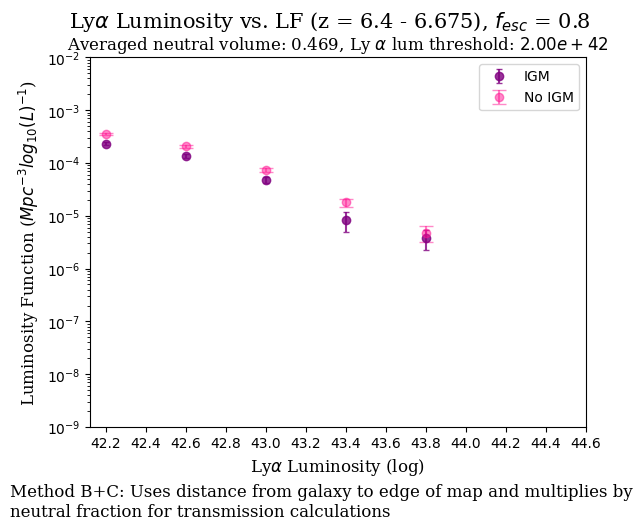 Lyα Luminosity vs. LF (z = 6.4 - 6.675), f_esc = 0.8
Averaged neutral volume: 0.469, Ly α lum threshold: 2.00e + 42
IGM
No IGM
10^−2
10^−3
10^−4
10^−5
10^−6
10^−7
10^−8
10^−9
Luminosity Function (Mpc^−3 log_10(L)^−1)
42.2 42.4 42.6 42.8 43.0 43.2 43.4 43.6 43.8 44.0 44.2 44.4 44.6
Lyα Luminosity (log)
Method B+C: Uses distance from galaxy to edge of map and multiplies by
neutral fraction for transmission calculations